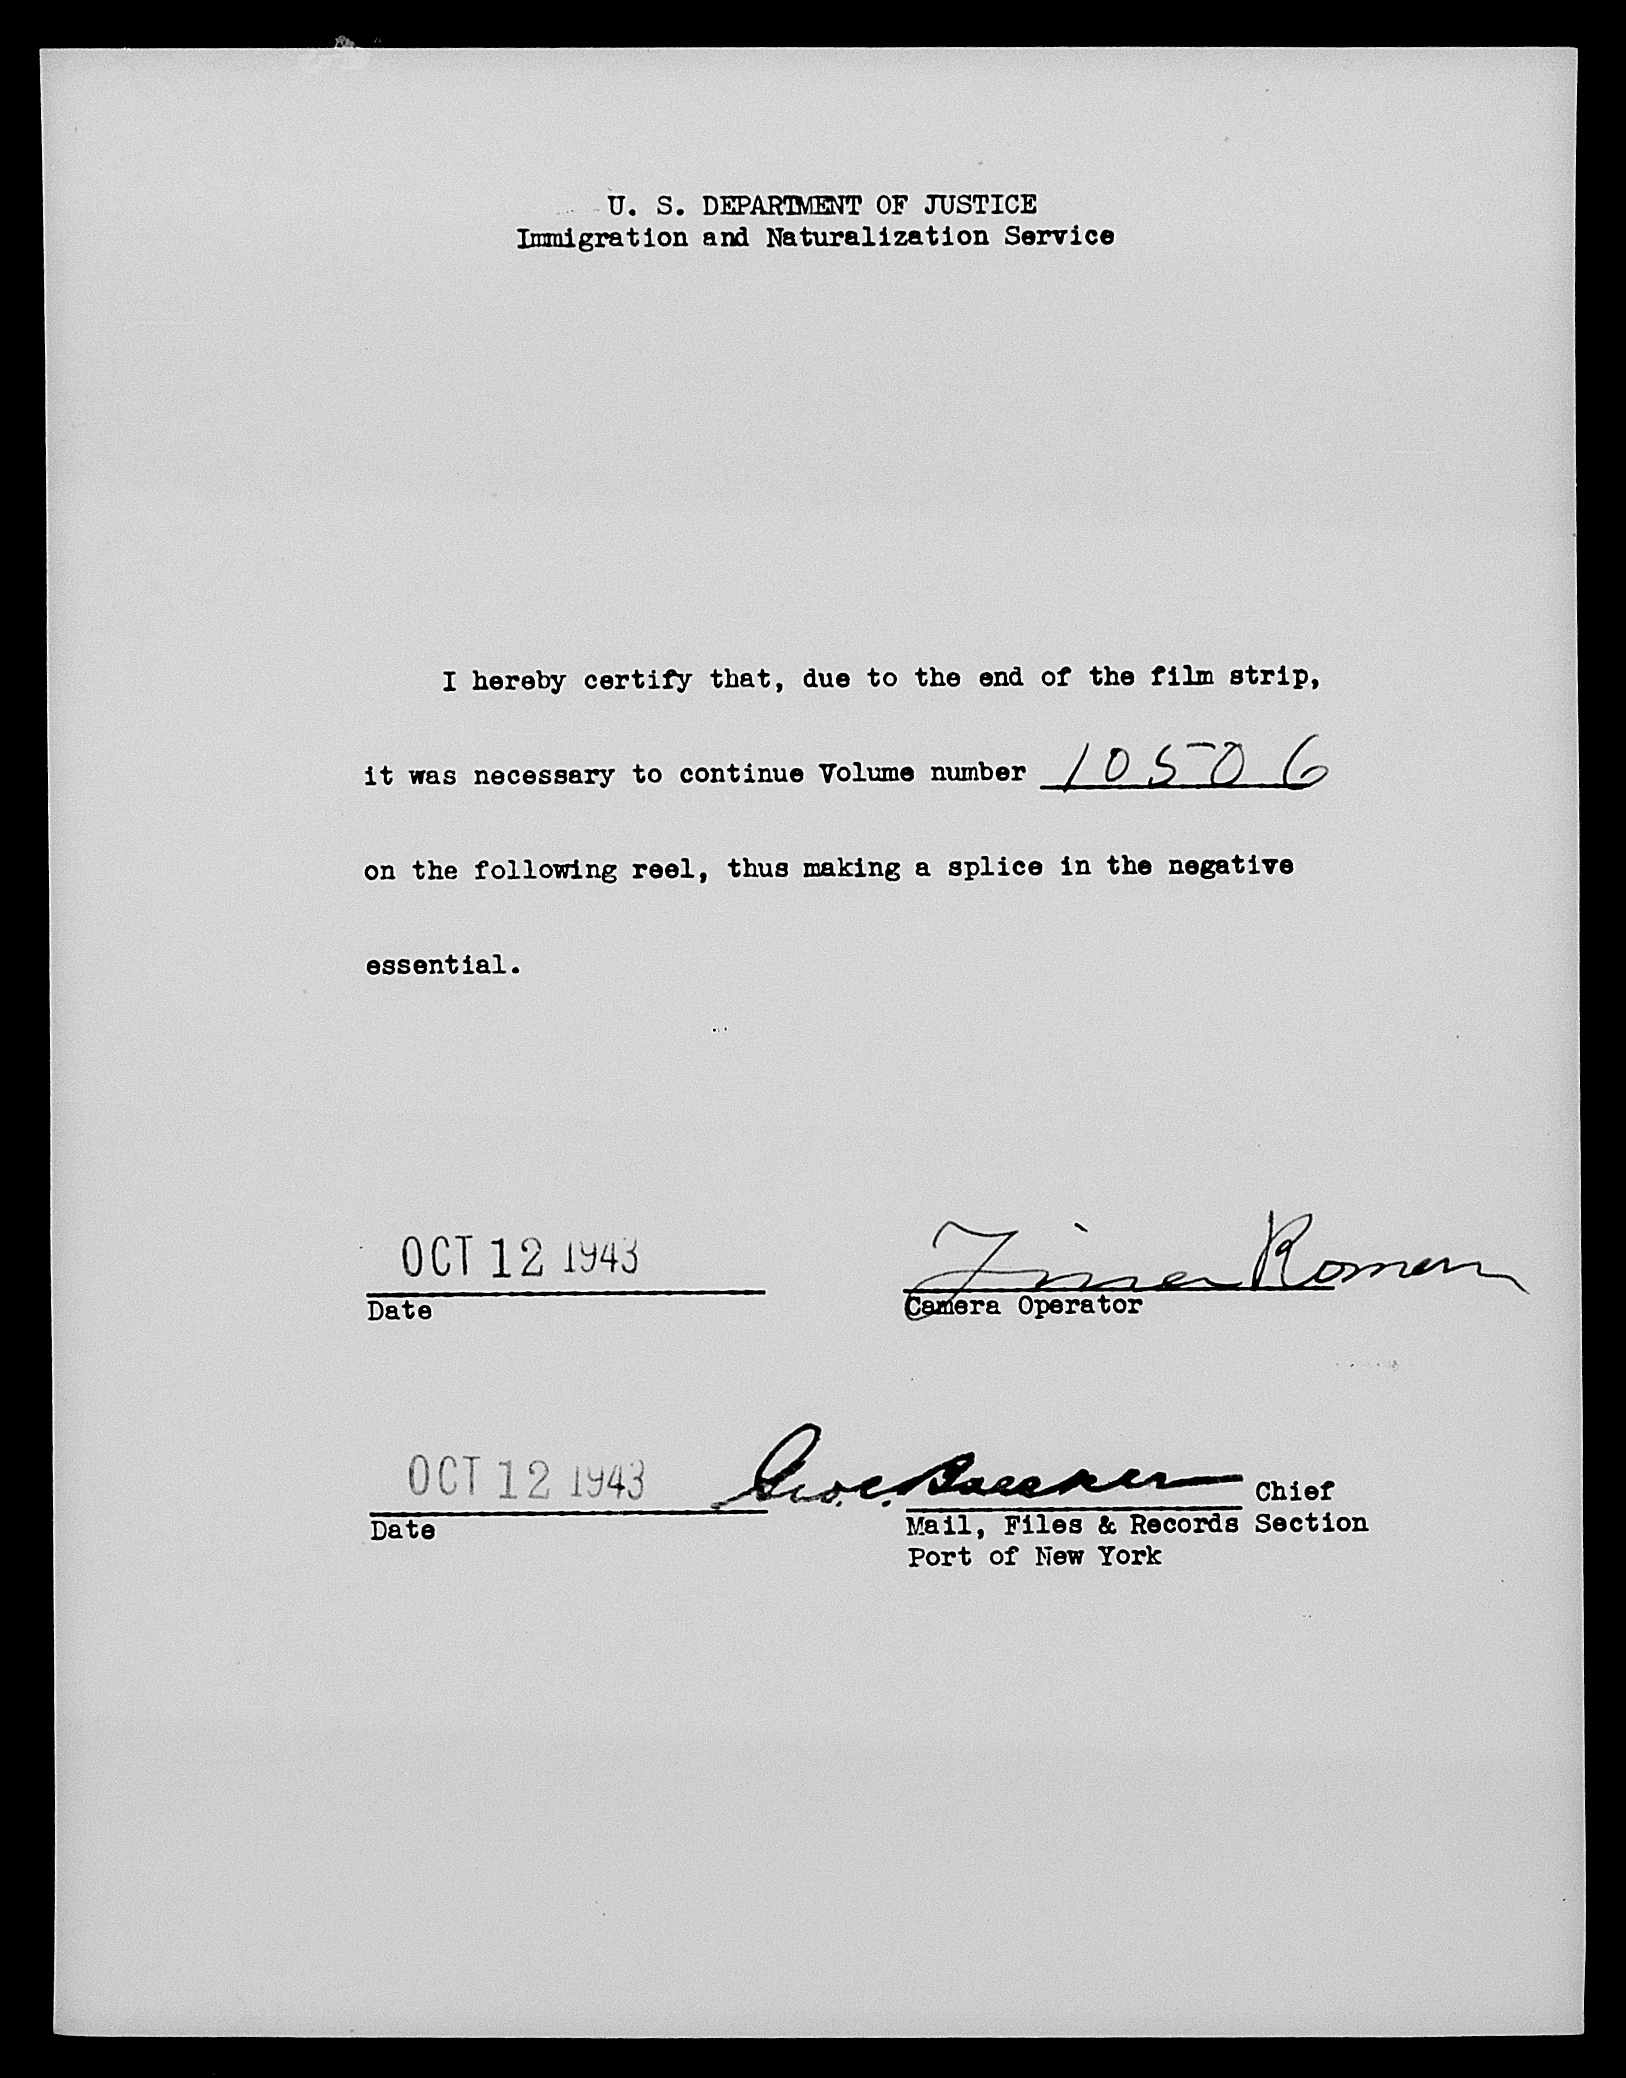 U. S. DEPARTMENT OF JUSTICE
Immigration and Naturalization Service
I hereby certify that, due to the end of the film strip,
it was necessary to continue Volume number 10506
on the following reel, thus making a splice in the negative
essential.
OCT 12 1943
Date
Roman
Camera Operator
OCT 12 1943
Date
Geo. C. Chief
Mail, Files & Records Section
Port of New York